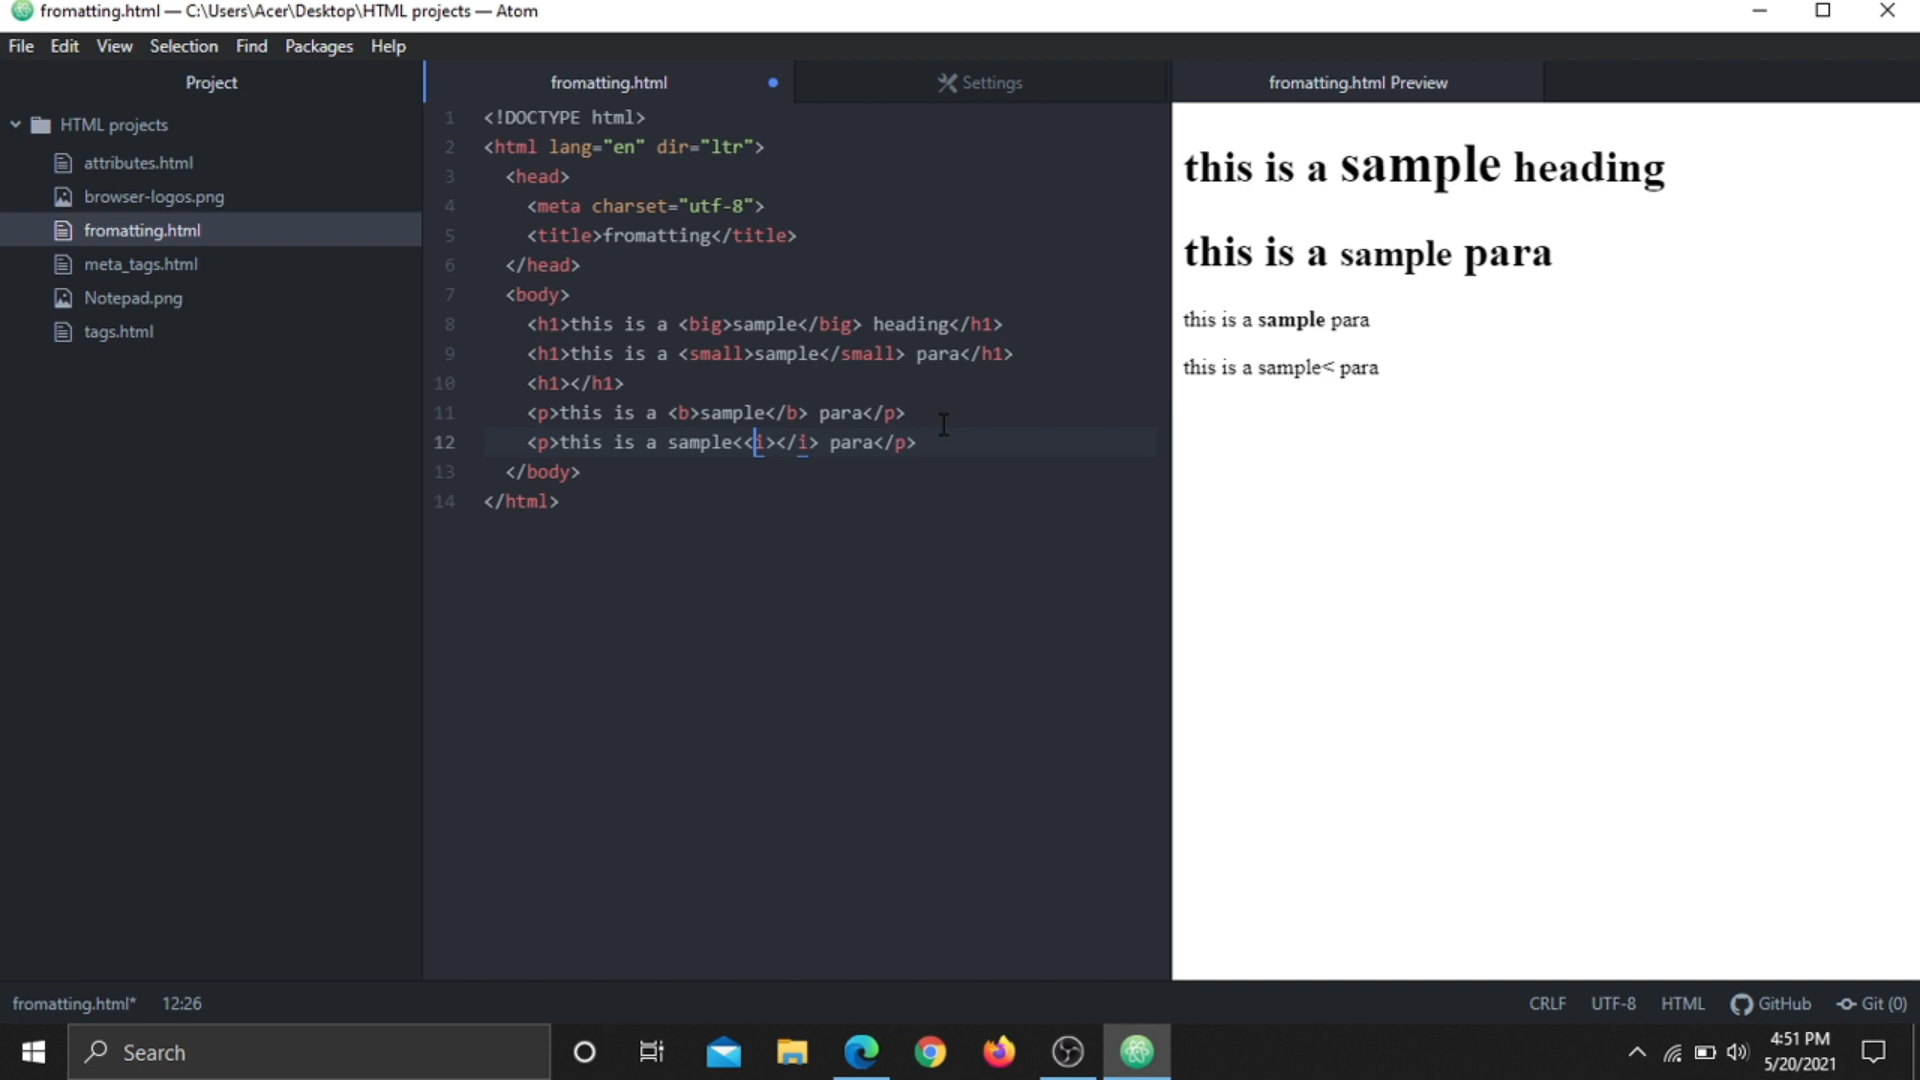 fromatting.html — C:\Users\Acer\Desktop\HTML projects — Atom
File Edit View Selection Find Packages Help
Project
fromatting.html
Settings
fromatting.html Preview
HTML projects
attributes.html
browser-logos.png
fromatting.html
meta_tags.html
Notepad.png
tags.html
1 <!DOCTYPE html>
2 <html lang="en" dir="ltr">
3 <head>
4 <meta charset="utf-8">
5 <title>fromatting</title>
6 </head>
7 <body>
8 <h1>this is a <big>sample</big> heading</h1>
9 <h1>this is a <small>sample</small> para</h1>
10 <h1></h1>
11 <p>this is a <b>sample</b> para</p>
12 <p>this is a sample<<i></i> para</p>
13 </body>
14 </html>
this is a sample heading
this is a sample para
this is a sample para
this is a sample< para
fromatting.html* 12:26
CRLF UTF-8 HTML GitHub Git (0)
Search
4:51 PM
5/20/2021